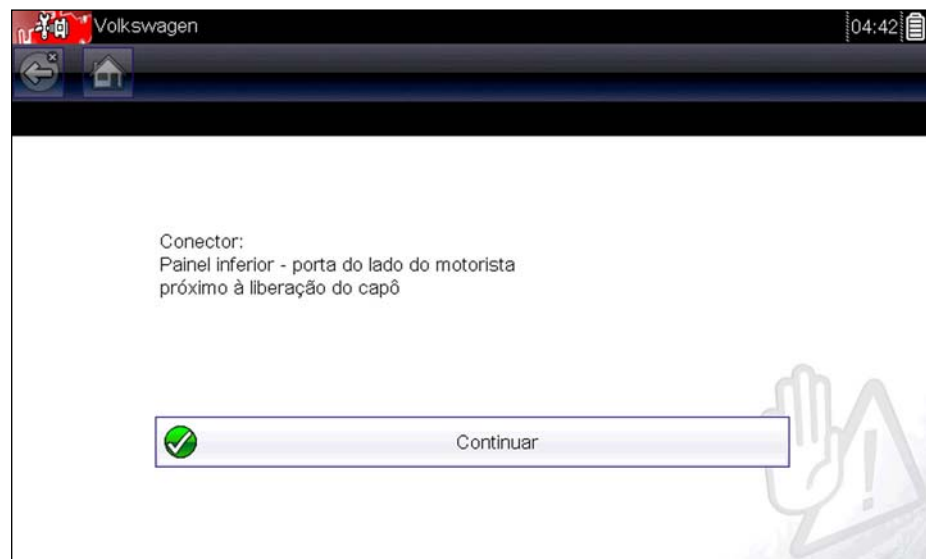 Volkswagen
04:42
Conector:
Painel inferior - porta do lado do motorista
próximo à liberação do capô
Continuar